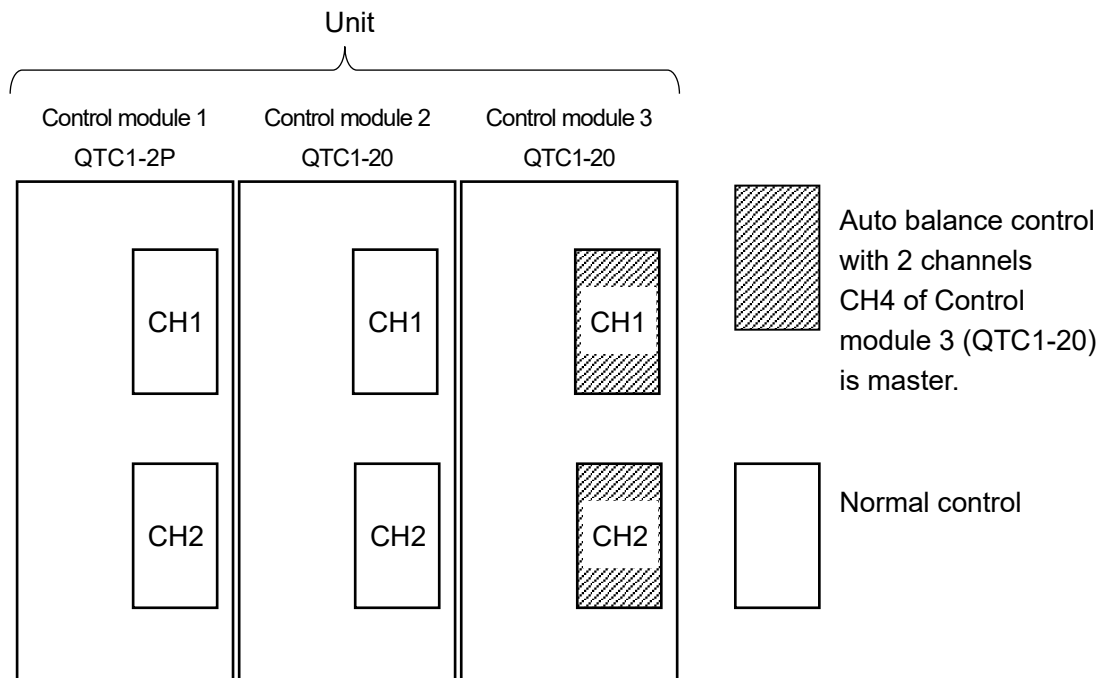 Unit
Control module 1
QTC1-2P
Control module 2
QTC1-20
Control module 3
QTC1-20
CH1
CH1
CH1
CH2
CH2
CH2
Auto balance control
with 2 channels
CH4 of Control
module 3 (QTC1-20)
is master.
Normal control